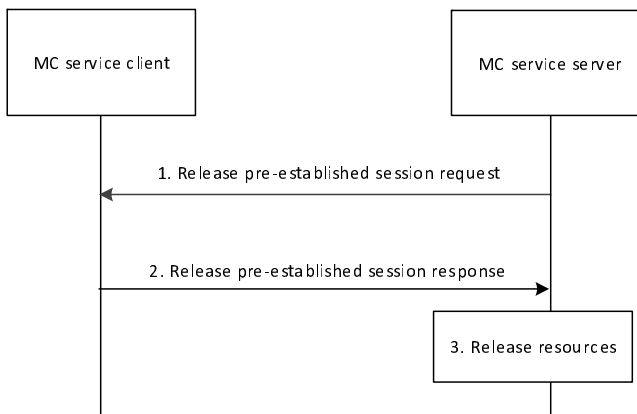 MC service client
MC service server
1. Release pre-established session request
2. Release pre-established session response
3. Release resources